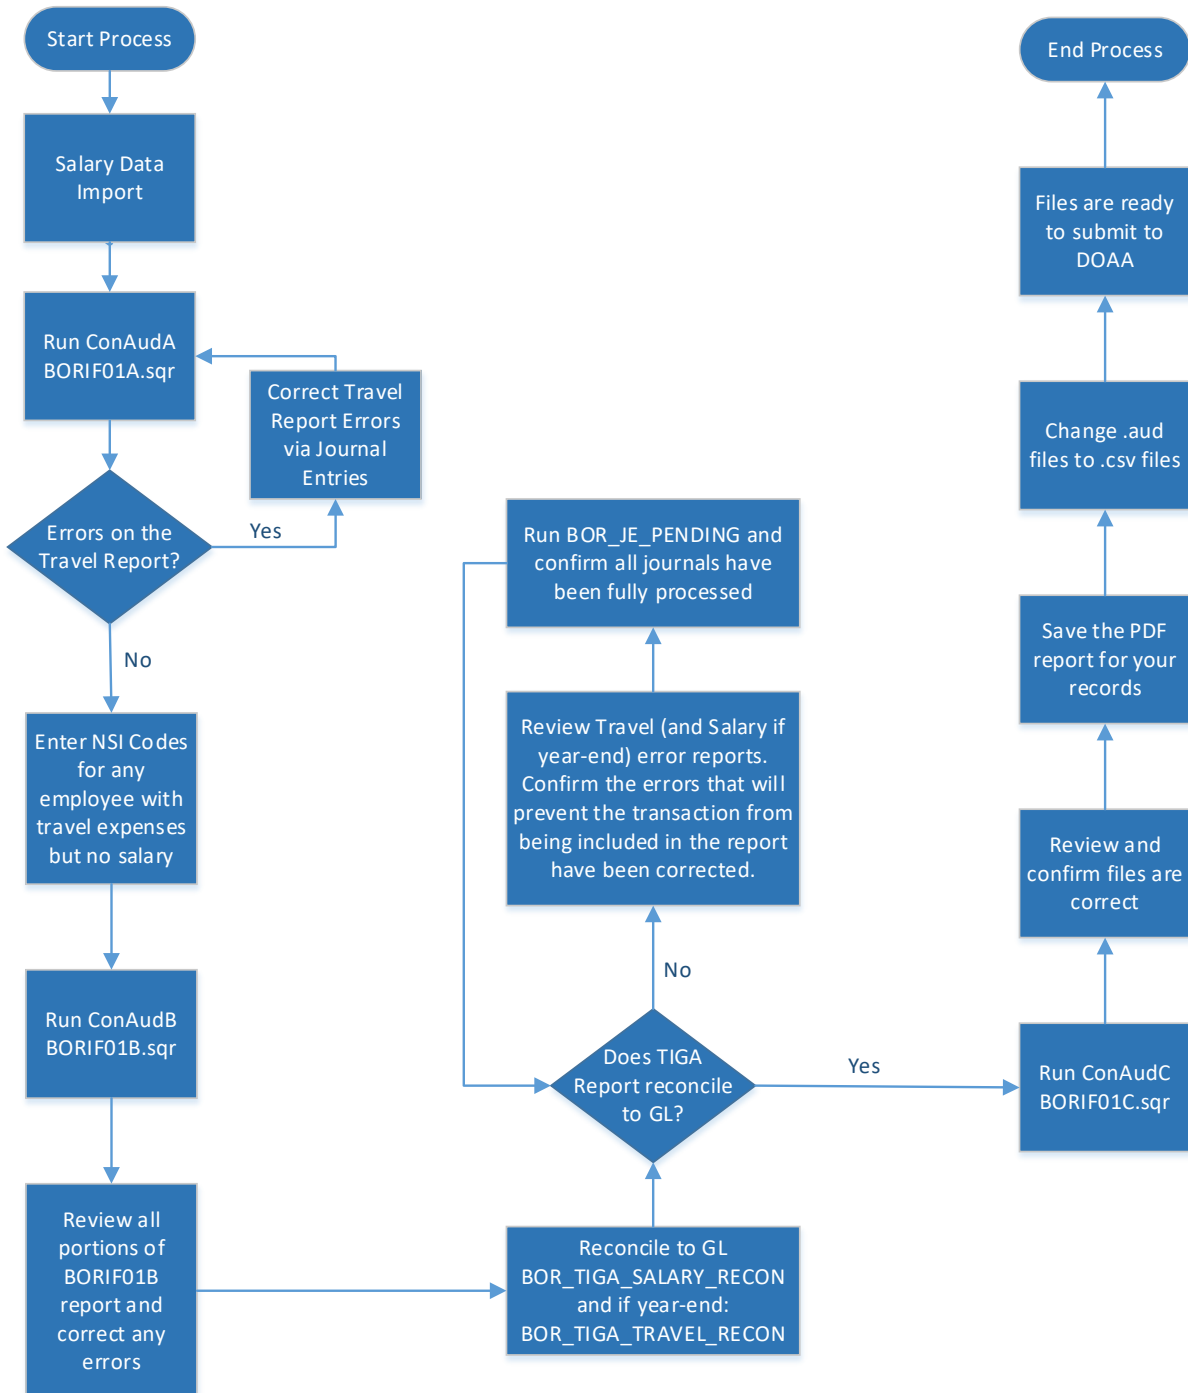 Start Process
Salary Data
Import
Run ConAudA
BORIF01A.sqr
Correct Travel
Report Errors
via Journal
Entries
Errors on the
Travel Report?
Yes
No
Enter NSI Codes
for any
employee with
travel expenses
but no salary
Run ConAudB
BORIF01B.sqr
Review all
portions of
BORIF01B
report and
correct any
errors
Reconcile to GL
BOR_TIGA_SALARY_RECON
and if year-end:
BOR_TIGA_TRAVEL_RECON
Does TIGA
Report reconcile
to GL?
No
Review Travel (and Salary if
year-end) error reports.
Confirm the errors that will
prevent the transaction from
being included in the report
have been corrected.
Run BOR_JE_PENDING and
confirm all journals have
been fully processed
Yes
Run ConAudC
BORIF01C.sqr
Review and
confirm files are
correct
Save the PDF
report for your
records
Change .aud
files to .csv files
Files are ready
to submit to
DOAA
End Process